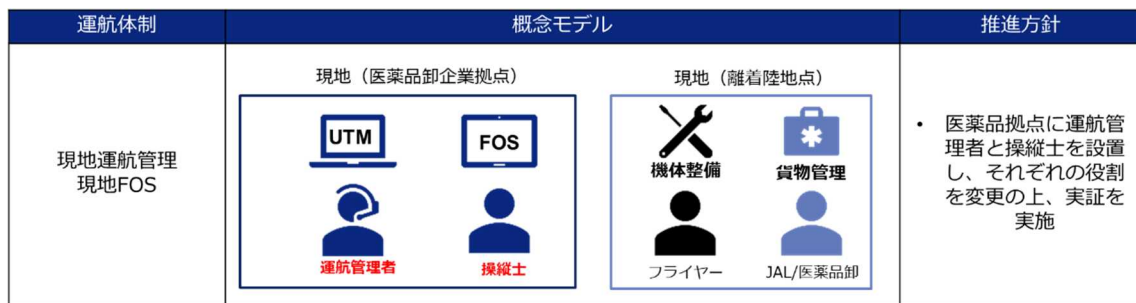 運航体制
概念モデル
推進方針
現地運航管理
現地FOS
現地（医薬品卸企業拠点）
UTM
FOS
運航管理者
操縦士
現地（離着陸地点）
機体整備
貨物管理
フライヤー
JAL/医薬品卸
• 医薬品拠点に運航管
理者と操縦士を設置
し、それぞれの役割
を変更の上、実証を
実施